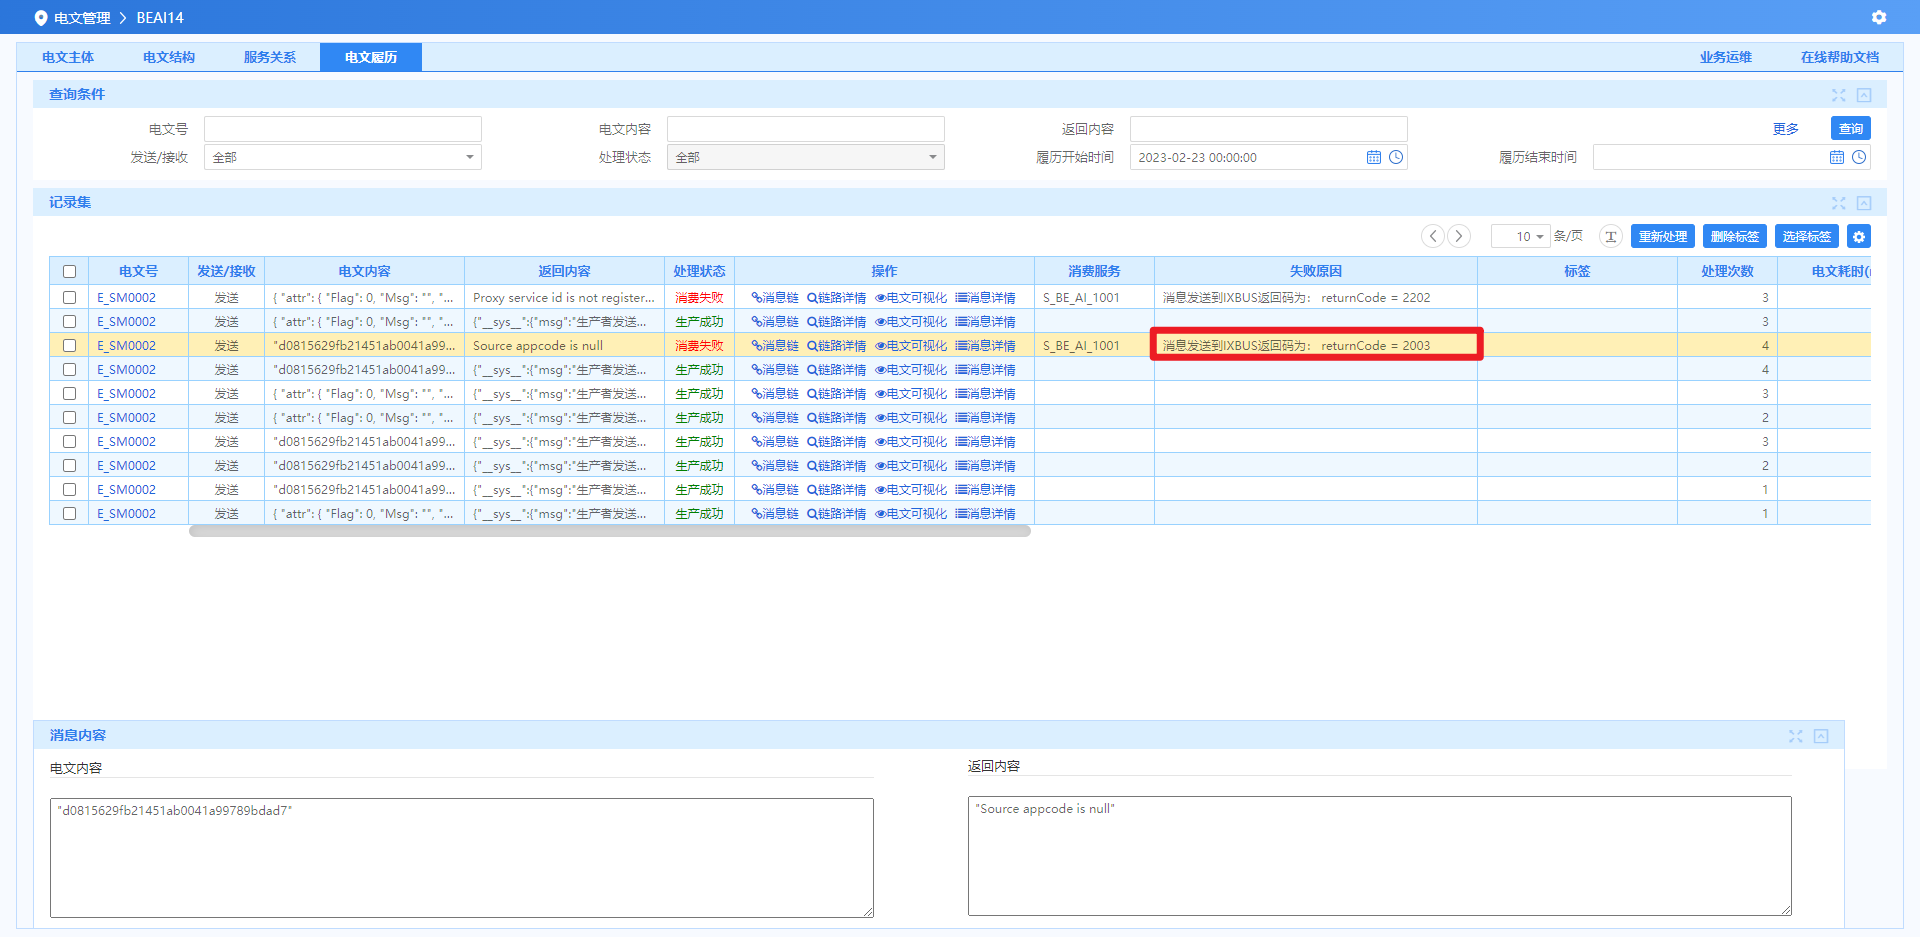 电文管理 > BEAI14
电文主体 电文结构 服务关系 电文履历 业务运维 在线帮助文档
查询条件
电文号 电文内容 返回内容 更多 查询
发送/接收 全部 处理状态 全部 履历开始时间 2023-02-23 00:00:00 履历结束时间
记录集
10 条/页 T 重新处理 删除标签 选择标签
电文号 发送/接收 电文内容 返回内容 处理状态 操作 消费服务 失败原因 标签 处理次数 电文耗时(
E_SM0002 发送 { "attr": { "Flag": 0, "Msg": "", "... Proxy service id is not register... 消费失败 消息链 链路详情 电文可视化 消息详情 S_BE_AI_1001 消息发送到IXBUS返回码为: returnCode = 2202 3
E_SM0002 发送 { "attr": { "Flag": 0, "Msg": "", "... {"__sys__":{"msg":"生产者发送... 生产成功 消息链 链路详情 电文可视化 消息详情 3
E_SM0002 发送 "d0815629fb21451ab0041a99... Source appcode is null 消费失败 消息链 链路详情 电文可视化 消息详情 S_BE_AI_1001 消息发送到IXBUS返回码为: returnCode = 2003 4
E_SM0002 发送 "d0815629fb21451ab0041a99... {"__sys__":{"msg":"生产者发送... 生产成功 消息链 链路详情 电文可视化 消息详情 4
E_SM0002 发送 { "attr": { "Flag": 0, "Msg": "", "... {"__sys__":{"msg":"生产者发送... 生产成功 消息链 链路详情 电文可视化 消息详情 3
E_SM0002 发送 { "attr": { "Flag": 0, "Msg": "", "... {"__sys__":{"msg":"生产者发送... 生产成功 消息链 链路详情 电文可视化 消息详情 2
E_SM0002 发送 "d0815629fb21451ab0041a99... {"__sys__":{"msg":"生产者发送... 生产成功 消息链 链路详情 电文可视化 消息详情 3
E_SM0002 发送 "d0815629fb21451ab0041a99... {"__sys__":{"msg":"生产者发送... 生产成功 消息链 链路详情 电文可视化 消息详情 2
E_SM0002 发送 "d0815629fb21451ab0041a99... {"__sys__":{"msg":"生产者发送... 生产成功 消息链 链路详情 电文可视化 消息详情 1
E_SM0002 发送 { "attr": { "Flag": 0, "Msg": "", "... {"__sys__":{"msg":"生产者发送... 生产成功 消息链 链路详情 电文可视化 消息详情 1
消息内容
电文内容 返回内容
"d0815629fb21451ab0041a99789bdad7" "Source appcode is null"